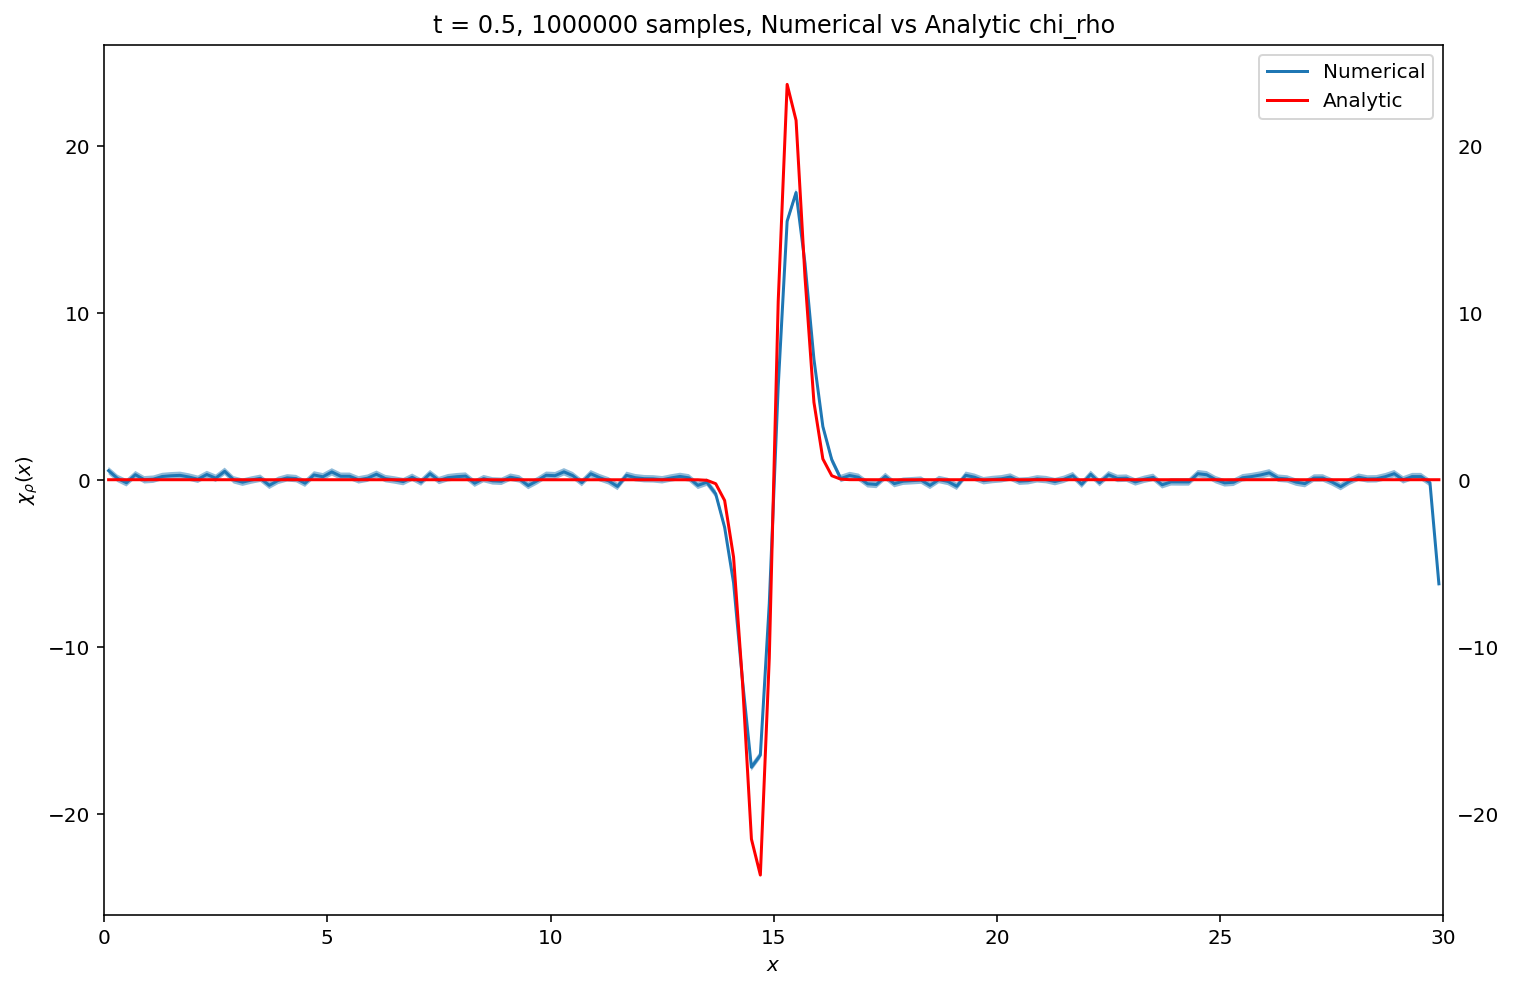 t = 0.5, 1000000 samples, Numerical vs Analytic chi_rho
Numerical
Analytic
20
10
0
−10
−20
20
10
0
−10
−20
χρ(x)
0 5 10 15 20 25 30
x